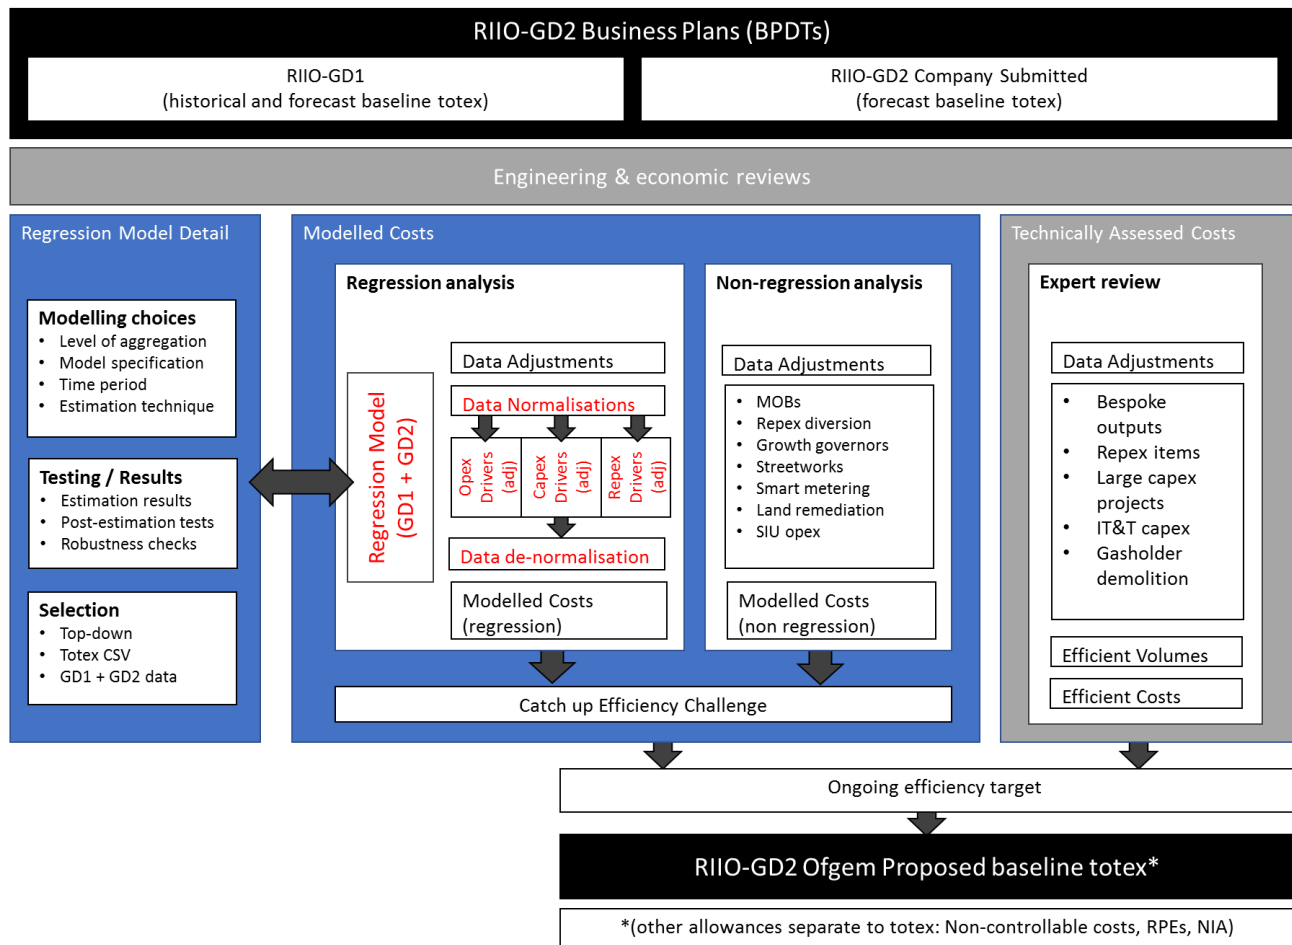 RIIO-GD2 Business Plans (BPDTs)
RIIO-GD1
(historical and forecast baseline totex)
RIIO-GD2 Company Submitted
(forecast baseline totex)
Engineering & economic reviews
Regression Model Detail
Modelling choices
• Level of aggregation
• Model specification
• Time period
• Estimation technique
Testing / Results
• Estimation results
• Post-estimation tests
• Robustness checks
Selection
• Top-down
• Totex CSV
• GD1 + GD2 data
Modelled Costs
Regression analysis
Regression Model
(GD1 + GD2)
Data Adjustments
Data Normalisations
Opex
Drivers
(adj)
Capex
Drivers
(adj)
Repex
Drivers
(adj)
Data de-normalisation
Modelled Costs
(regression)
Non-regression analysis
Data Adjustments
• MOBs
• Repex diversion
• Growth governors
• Streetworks
• Smart metering
• Land remediation
• SIU opex
Modelled Costs
(non regression)
Catch up Efficiency Challenge
Technically Assessed Costs
Expert review
Data Adjustments
• Bespoke
outputs
• Repex items
• Large capex
projects
• IT&T capex
• Gasholder
demolition
Efficient Volumes
Efficient Costs
Ongoing efficiency target
RIIO-GD2 Ofgem Proposed baseline totex*
*(other allowances separate to totex: Non-controllable costs, RPEs, NIA)